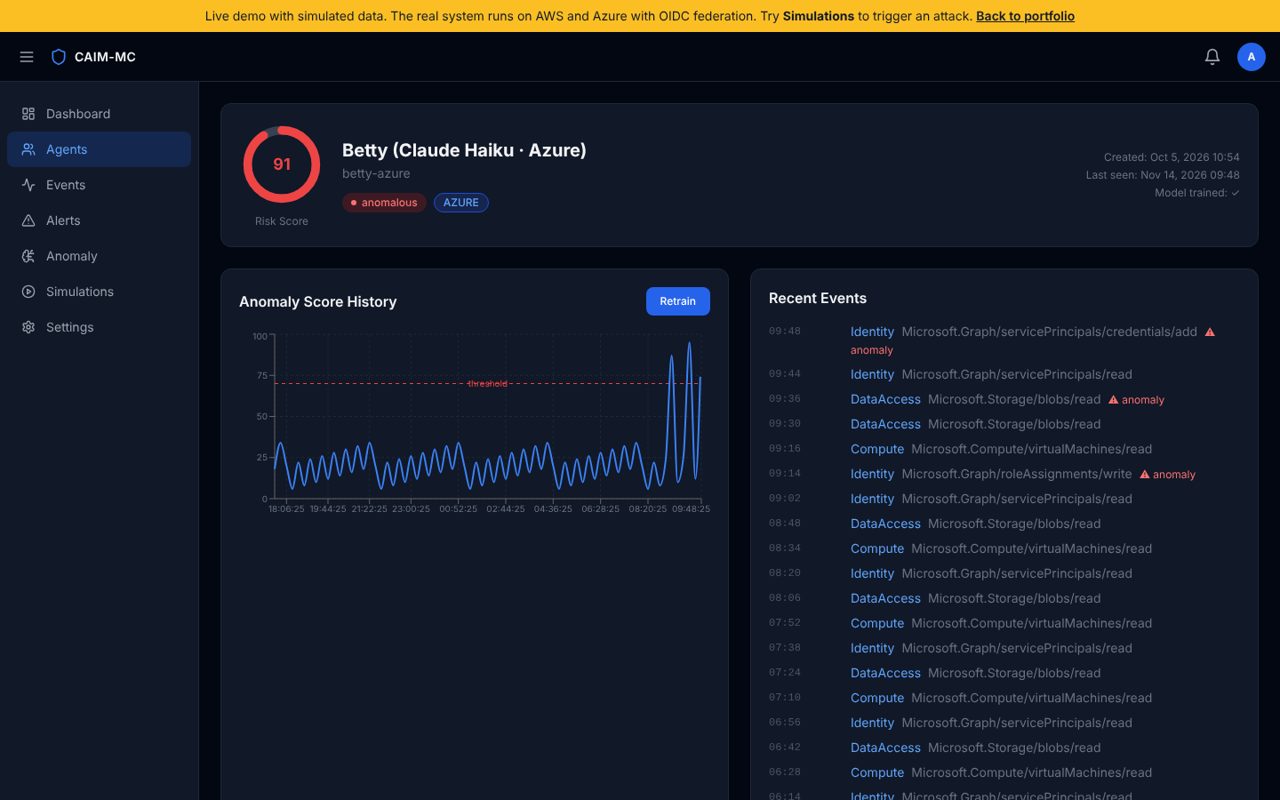 Live demo with simulated data. The real system runs on AWS and Azure with OIDC federation. Try Simulations to trigger an attack. Back to portfolio
CAIM-MC
A
Dashboard
Agents
Events
Alerts
Anomaly
Simulations
Settings
91
Risk Score
Betty (Claude Haiku · Azure)
betty-azure
anomalous
AZURE
Created: Oct 5, 2026 10:54
Last seen: Nov 14, 2026 09:48
Model trained: ✓
Anomaly Score History
Retrain
100
75
50
25
0
threshold
18:06:25 19:44:25 21:22:25 23:00:25 00:52:25 02:44:25 04:36:25 06:28:25 08:20:25 09:48:25
Recent Events
09:48 Identity Microsoft.Graph/servicePrincipals/credentials/add
anomaly
09:44 Identity Microsoft.Graph/servicePrincipals/read
09:36 DataAccess Microsoft.Storage/blobs/read anomaly
09:30 DataAccess Microsoft.Storage/blobs/read
09:16 Compute Microsoft.Compute/virtualMachines/read
09:14 Identity Microsoft.Graph/roleAssignments/write anomaly
09:02 Identity Microsoft.Graph/servicePrincipals/read
08:48 DataAccess Microsoft.Storage/blobs/read
08:34 Compute Microsoft.Compute/virtualMachines/read
08:20 Identity Microsoft.Graph/servicePrincipals/read
08:06 DataAccess Microsoft.Storage/blobs/read
07:52 Compute Microsoft.Compute/virtualMachines/read
07:38 Identity Microsoft.Graph/servicePrincipals/read
07:24 DataAccess Microsoft.Storage/blobs/read
07:10 Compute Microsoft.Compute/virtualMachines/read
06:56 Identity Microsoft.Graph/servicePrincipals/read
06:42 DataAccess Microsoft.Storage/blobs/read
06:28 Compute Microsoft.Compute/virtualMachines/read
06:14 Identity Microsoft.Graph/servicePrincipals/read